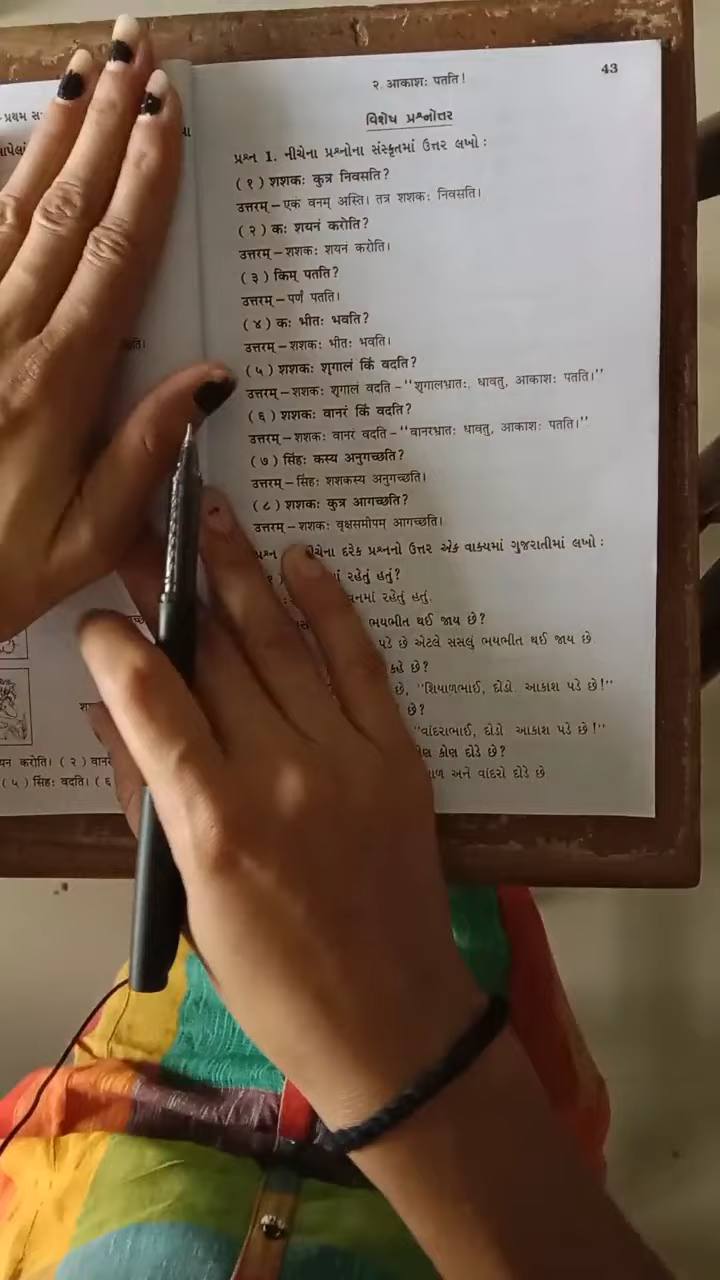 प्रथम स
२. आकाशः पतति!
43
વિશેષ પ્રશ્નોત્તર
પ્રશ્ન 1. નીચેના પ્રશ્નોના સંસ્કૃતમાં ઉત્તર લખો :
(१) शशकः कुत्र निवसति?
उत्तरम् – एकं वनम् अस्ति। तत्र शशकः निवसति।
(२) कः शयनं करोति?
उत्तरम् – शशकः शयनं करोति।
(३) किम् पतति?
उत्तरम् – पर्णं पतति।
(४) कः भीतः भवति?
उत्तरम् – शशकः भीतः भवति।
(५) शशकः शृगालं किं वदति?
उत्तरम् – शशकः शृगालं वदति – ''शृगालभ्रातः, धावतु, आकाशः पतति।''
(६) शशकः वानरं किं वदति?
उत्तरम् – शशकः वानरं वदति – ''वानरभ्रातः धावतु, आकाशः पतति।''
(७) सिंहः कस्य अनुगच्छति?
उत्तरम् – सिंहः शशकस्य अनुगच्छति।
(८) शशकः कुत्र आगच्छति?
उत्तरम् – शशकः वृक्षसमीपम् आगच्छति।
પ્રશ્ન નીચેના દરેક પ્રશ્નનો ઉત્તર એક વાક્યમાં ગુજરાતીમાં લખો :
રહેતું હતું?
વનમાં રહેતું હતું.
ભયભીત થઈ જાય છે?
પડે છે એટલે સસલું ભયભીત થઈ જાય છે.
કહે છે?
છે, ''શિયાળભાઈ, દોડો. આકાશ પડે છે!''
છે?
''વાંદરાભાઈ, દોડો. આકાશ પડે છે!''
કોણ દોડે છે?
અને વાંદરો દોડે છે
करोति। (२) वानर
(५) सिंहः वदति। (६